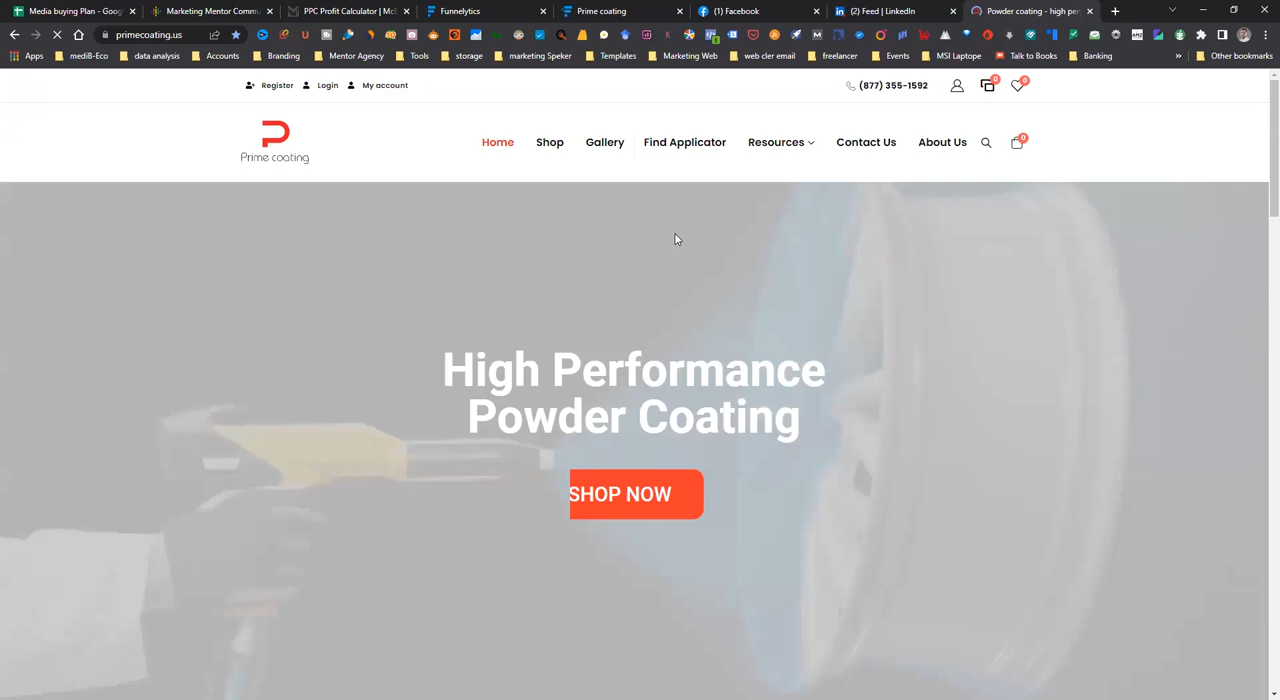 Media buying Plan - Goog
Marketing Mentor Commu
PPC Profit Calculator | McE
Funnelytics
Prime coating
(1) Facebook
(2) Feed | LinkedIn
Powder coating - high per
primecoating.us
Apps
medi8-Eco
data analysis
Accounts
Branding
Mentor Agency
Tools
storage
marketing Speker
Templates
Marketing Web
web cler email
freelancer
Events
MSI Laptope
Talk to Books
Banking
»
Other bookmarks
Register
Login
My account
(877) 355-1592
0
0
Prime coating
Home
Shop
Gallery
Find Applicator
Resources
Contact Us
About Us
0
High Performance
Powder Coating
SHOP NOW